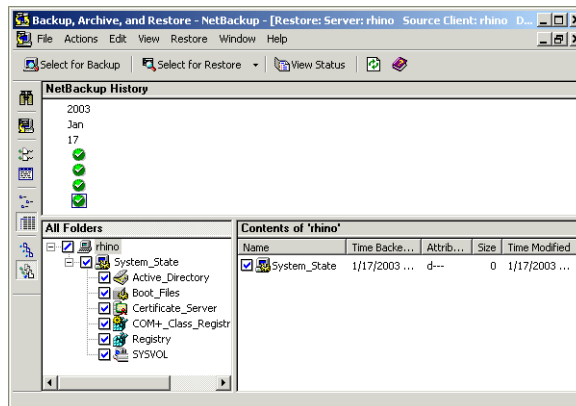 Backup, Archive, and Restore - NetBackup - [Restore: Server: rhino Source Client: rhino D...
File Actions Edit View Restore Window Help
Select for Backup Select for Restore View Status
NetBackup History
2003
Jan
17
All Folders
rhino
System_State
Active_Directory
Boot_Files
Certificate_Server
COM+_Class_Registr
Registry
SYSVOL
Contents of 'rhino'
Name Time Backe... Attrib... Size Time Modified
System_State 1/17/2003 ... d--- 0 1/17/2003 ...